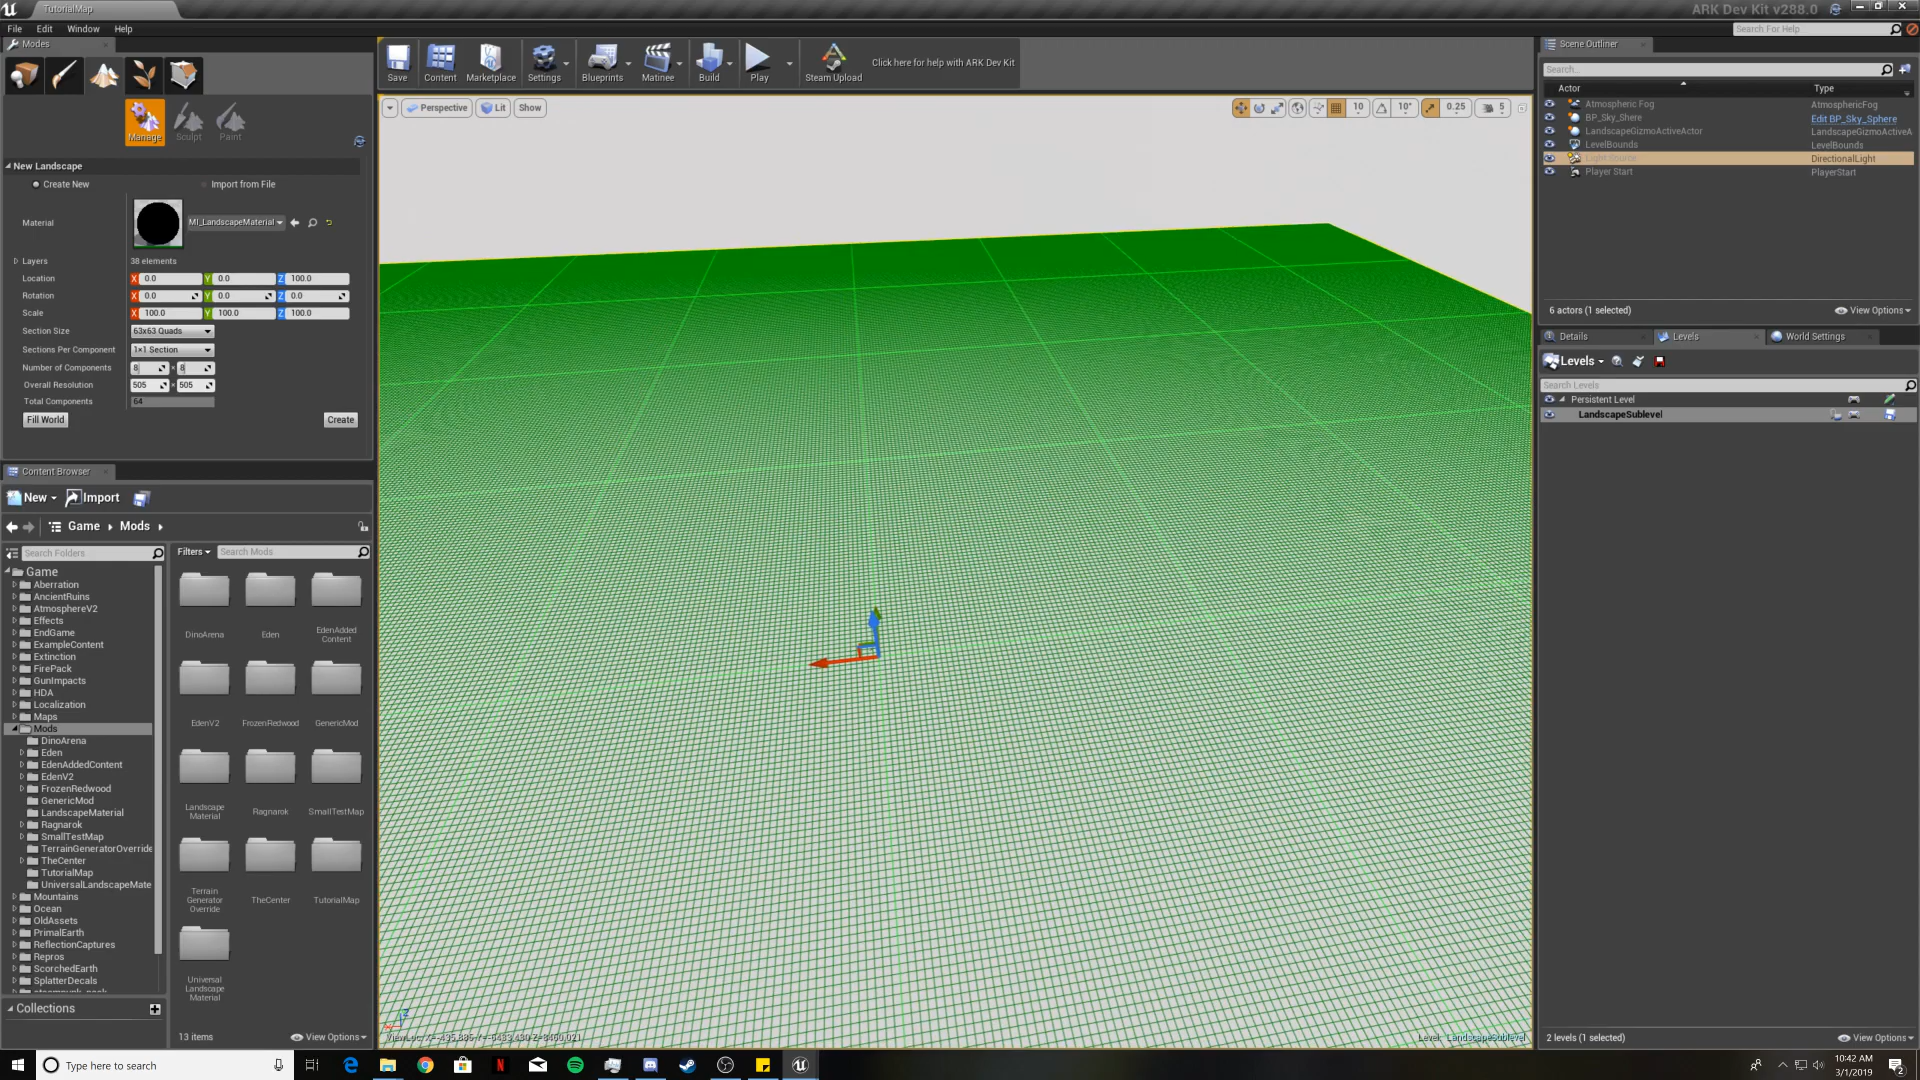 TutorialMap
ARK Dev Kit v288.0
File Edit Window Help
Search For Help
Modes
Manage Sculpt Paint
New Landscape
Create New Import from File
Material MI_LandscapeMaterial
Layers 38 elements
Location X 0.0 Y 0.0 Z 100.0
Rotation X 0.0 Y 0.0 Z 0.0
Scale X 100.0 Y 100.0 Z 100.0
Section Size 63x63 Quads
Sections Per Component 1×1 Section
Number of Components 8 × 8
Overall Resolution 505 × 505
Total Components 64
Fill World Create
Save Content Marketplace Settings Blueprints Matinee Build Play Steam Upload Click here for help with ARK Dev Kit
Perspective Lit Show
10 10° 0.25 5
Content Browser
New Import
Game Mods
Search Folders
Game
Aberration
AncientRuins
AtmosphereV2
Effects
EndGame
ExampleContent
Extinction
FirePack
GunImpacts
HDA
Localization
Maps
Mods
DinoArena
Eden
EdenAddedContent
EdenV2
FrozenRedwood
GenericMod
LandscapeMaterial
Ragnarok
SmallTestMap
TerrainGeneratorOverride
TheCenter
TutorialMap
UniversalLandscapeMate
Mountains
Ocean
OldAssets
PrimalEarth
ReflectionCaptures
Repros
ScorchedEarth
SplatterDecals
Collections
Filters Search Mods
DinoArena Eden EdenAdded
Content
EdenV2 FrozenRedwood GenericMod
Landscape
Material Ragnarok SmallTestMap
Terrain
Generator
Override TheCenter TutorialMap
Universal
Landscape
Material
13 items View Options
Level: LandscapeSublevel
Scene Outliner
Search...
Actor Type
Atmospheric Fog AtmosphericFog
BP_Sky_Shere Edit BP_Sky_Sphere
LandscapeGizmoActiveActor LandscapeGizmoActiveA
LevelBounds LevelBounds
Light Source DirectionalLight
Player Start PlayerStart
6 actors (1 selected) View Options
Details Levels World Settings
Levels
Search Levels
Persistent Level
LandscapeSublevel
2 levels (1 selected) View Options
Type here to search
10:42 AM
3/1/2019
2